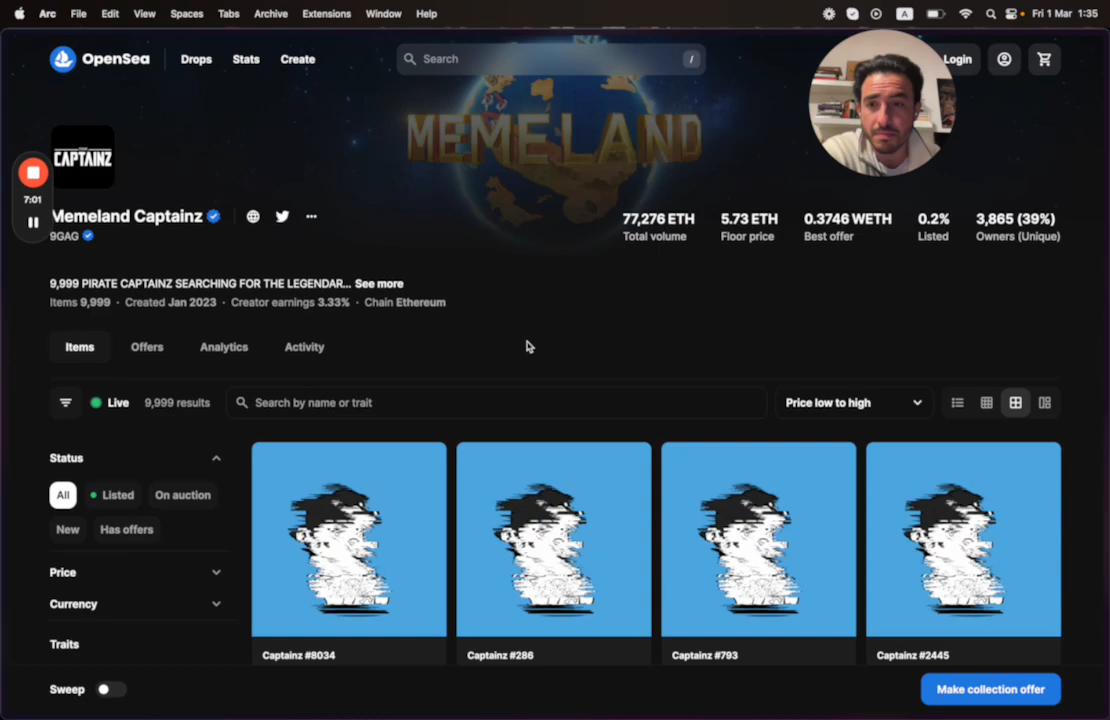 Arc File Edit View Spaces Tabs Archive Extensions Window Help A Fri 1 Mar 1:35
OpenSea Drops Stats Create Search / Login
MEMELAND
CAPTAINZ
7:01
Memeland Captainz
9GAG
77,276 ETH 5.73 ETH 0.3746 WETH 0.2% 3,865 (39%)
Total volume Floor price Best offer Listed Owners (Unique)
9,999 PIRATE CAPTAINZ SEARCHING FOR THE LEGENDAR... See more
Items 9,999 · Created Jan 2023 · Creator earnings 3.33% · Chain Ethereum
Items Offers Analytics Activity
Live 9,999 results Search by name or trait Price low to high
Status
All Listed On auction
New Has offers
Price
Currency
Traits
Captainz #8034 Captainz #286 Captainz #793 Captainz #2445
Sweep Make collection offer